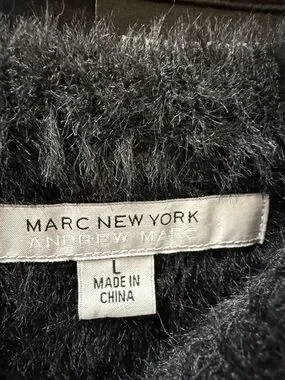 MARC NEW YORK
ANDREW MARC
L
MADE IN
CHINA